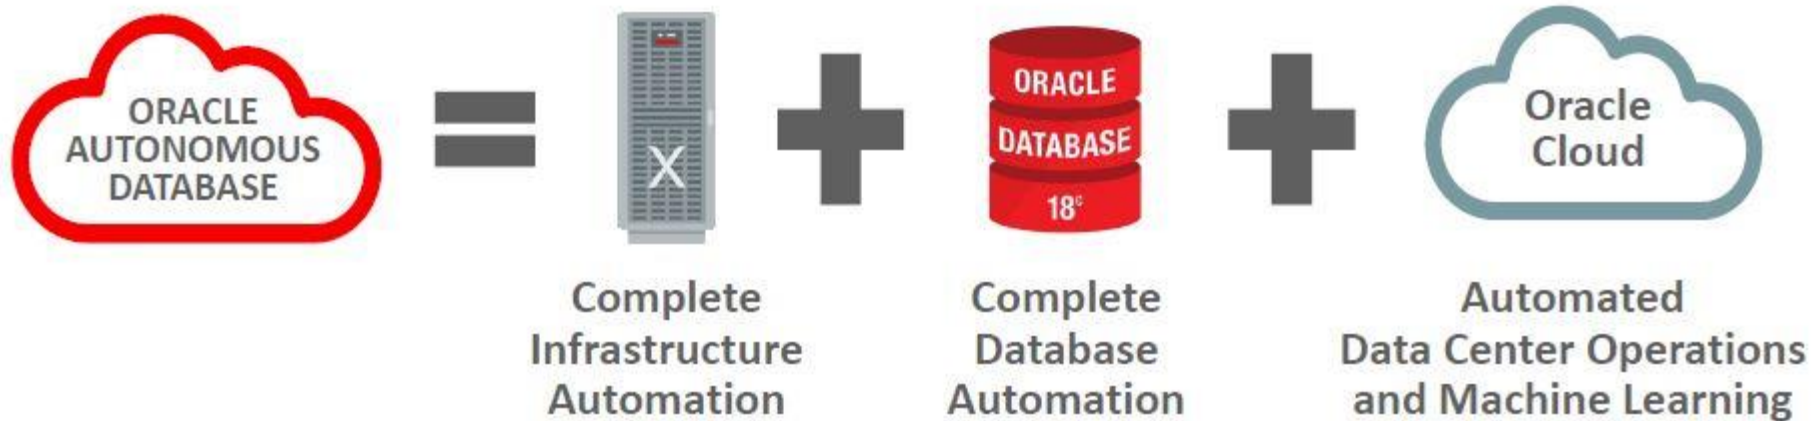 ORACLE
AUTONOMOUS
DATABASE
X
ORACLE
DATABASE
18c
Oracle
Cloud
Complete
Infrastructure
Automation
Complete
Database
Automation
Automated
Data Center Operations
and Machine Learning